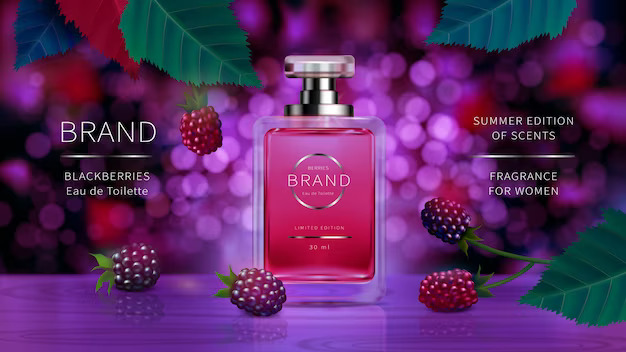 BRAND
BLACKBERRIES
Eau de Toilette
BERRIES
BRAND
Eau de Toilette
LIMITED EDITION
30 ml
SUMMER EDITION
OF SCENTS
FRAGRANCE
FOR WOMEN